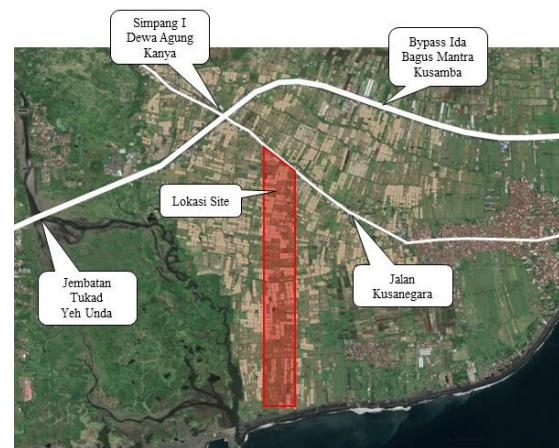 Simpang I
Dewa Agung
Kanya
Bypass Ida
Bagus Mantra
Kusamba
Lokasi Site
Jembatan
Tukad
Yeh Unda
Jalan
Kusanegara